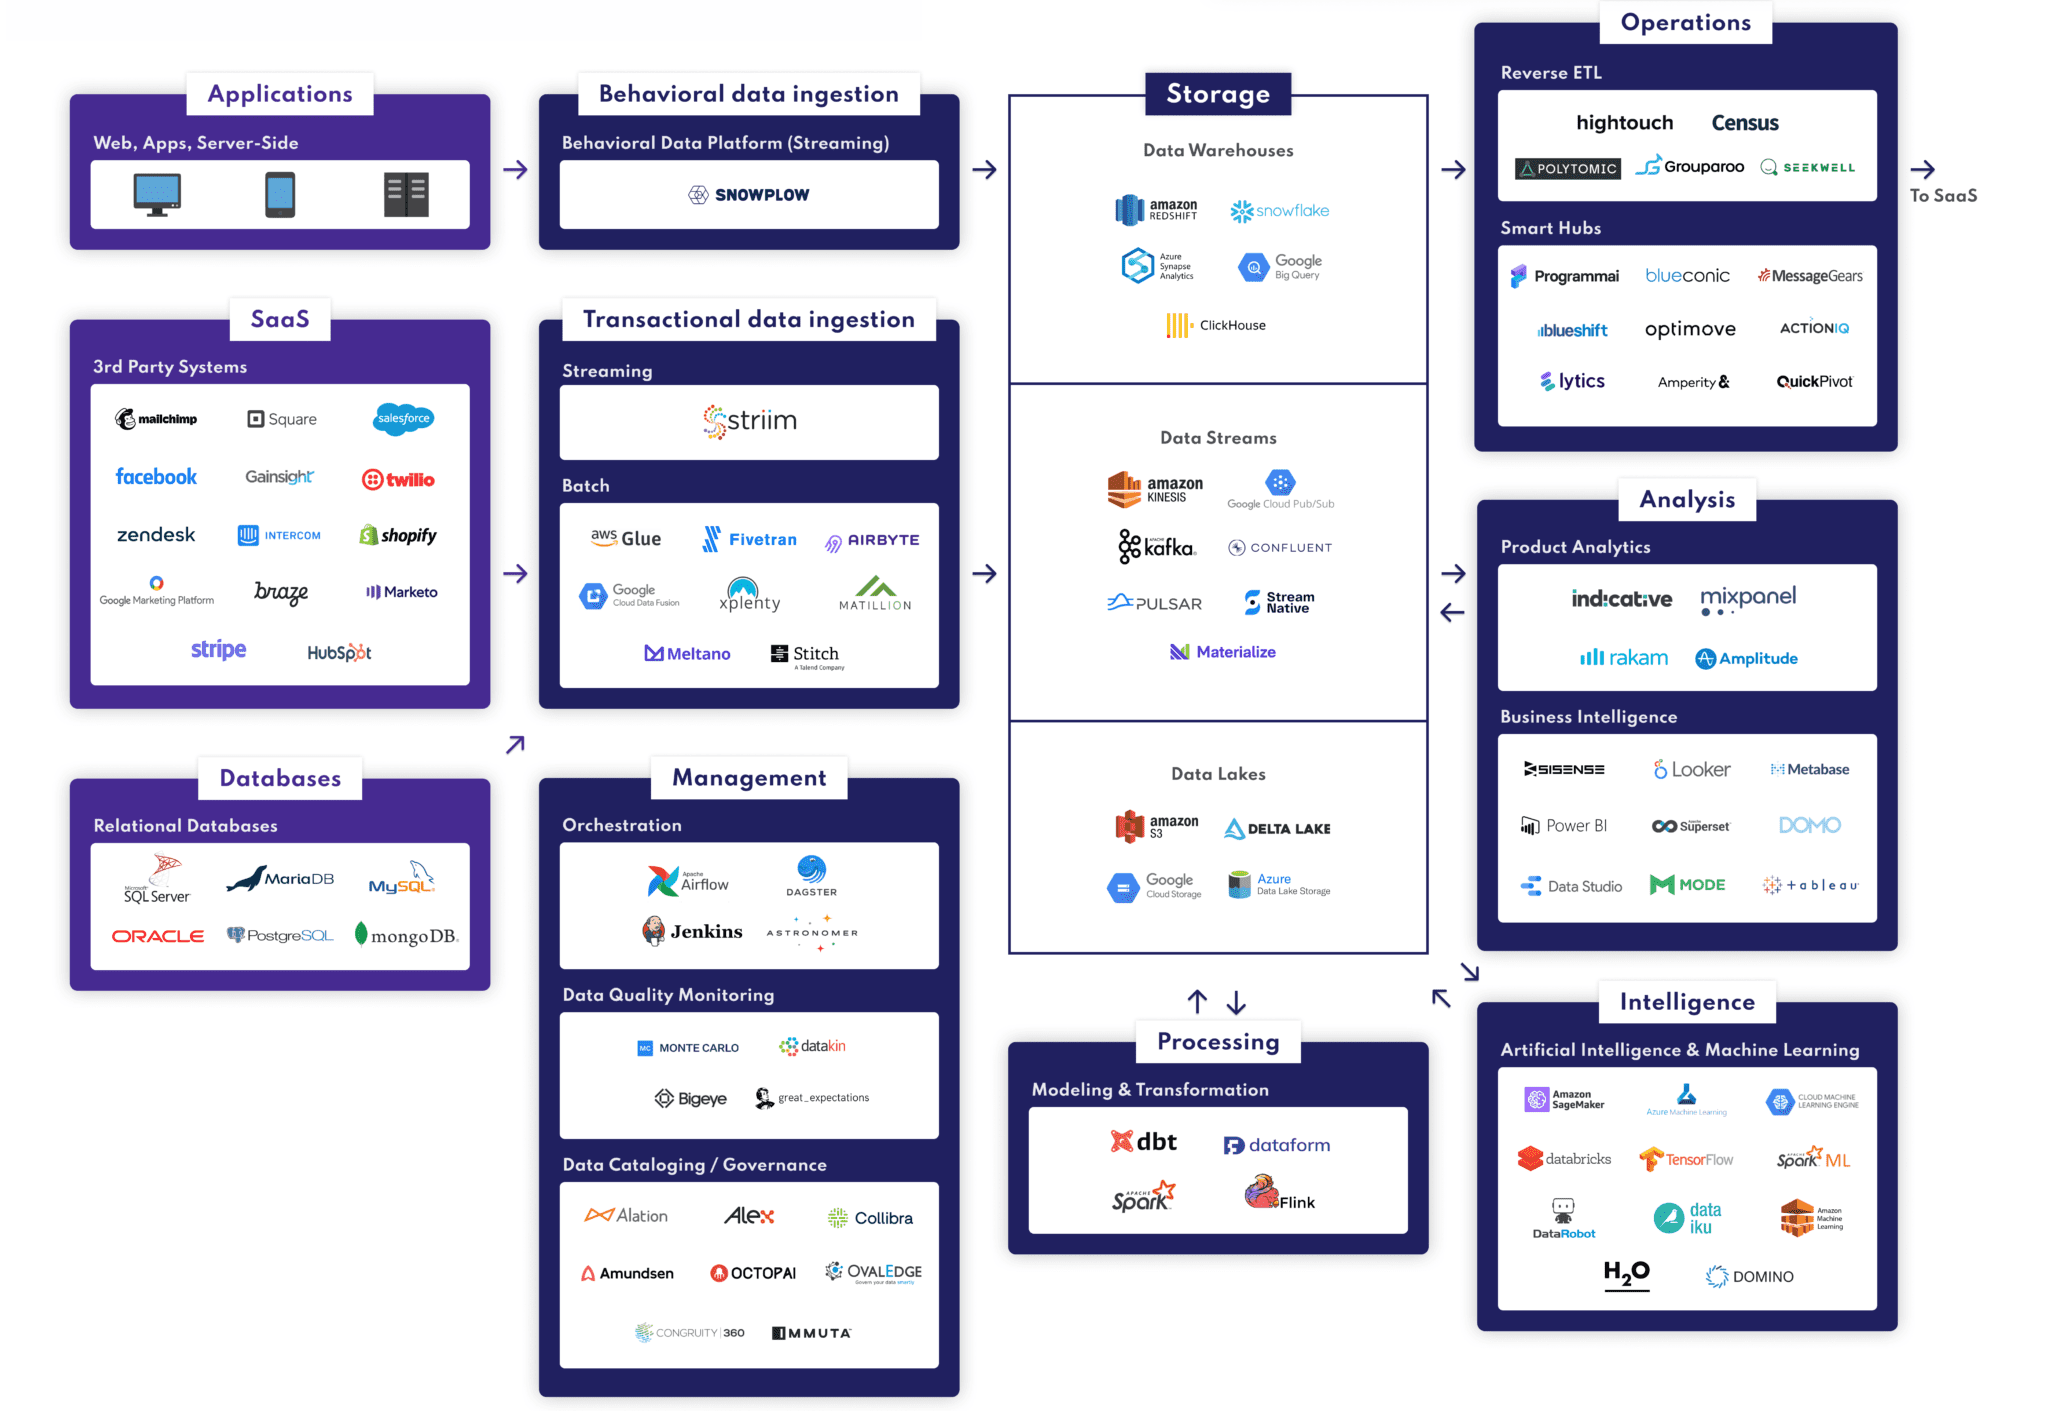 Applications
Web, Apps, Server-Side
Behavioral data ingestion
Behavioral Data Platform (Streaming)
SNOWPLOW
SaaS
3rd Party Systems
mailchimp
Square
salesforce
facebook
Gainsight
twilio
zendesk
INTERCOM
shopify
Google Marketing Platform
braze
Marketo
stripe
HubSpot
Transactional data ingestion
Streaming
striim
Batch
aws Glue
Fivetran
AIRBYTE
Google
Cloud Data Fusion
xplenty
MATILLION
Meltano
Stitch
A Talend Company
Databases
Relational Databases
Microsoft
SQL Server
MariaDB
MySQL
ORACLE
PostgreSQL
mongoDB
Management
Orchestration
Apache
Airflow
DAGSTER
Jenkins
ASTRONOMER
Data Quality Monitoring
MC MONTE CARLO
datakin
Bigeye
great_expectations
Data Cataloging / Governance
Alation
Alex
Collibra
Amundsen
OCTOPAI
OVALEDGE
Govern your data smartly
CONGRUITY|360
IMMUTA
Storage
Data Warehouses
amazon
REDSHIFT
snowflake
Azure
Synapse
Analytics
Google
Big Query
ClickHouse
Data Streams
amazon
KINESIS
Google Cloud Pub/Sub
APACHE
kafka
CONFLUENT
PULSAR
Stream
Native
Materialize
Data Lakes
amazon
S3
DELTA LAKE
Google
Cloud Storage
Azure
Data Lake Storage
Processing
Modeling & Transformation
dbt
dataform
APACHE
Spark
Flink
Operations
Reverse ETL
hightouch
Census
POLYTOMIC
Grouparoo
SEEKWELL
Smart Hubs
Programmai
blueconic
MessageGears
blueshift
optimove
ACTIONIQ
lytics
Amperity &
QuickPivot
To SaaS
Analysis
Product Analytics
indicative
mixpanel
rakam
Amplitude
Business Intelligence
SISENSE
Looker
Metabase
Power BI
Superset
DOMO
Data Studio
MODE
+ableau
Intelligence
Artificial Intelligence & Machine Learning
Amazon
SageMaker
Azure Machine Learning
CLOUD MACHINE
LEARNING ENGINE
databricks
TensorFlow
APACHE
Spark ML
DataRobot
data
iku
Amazon
Machine
Learning
H2O
DOMINO